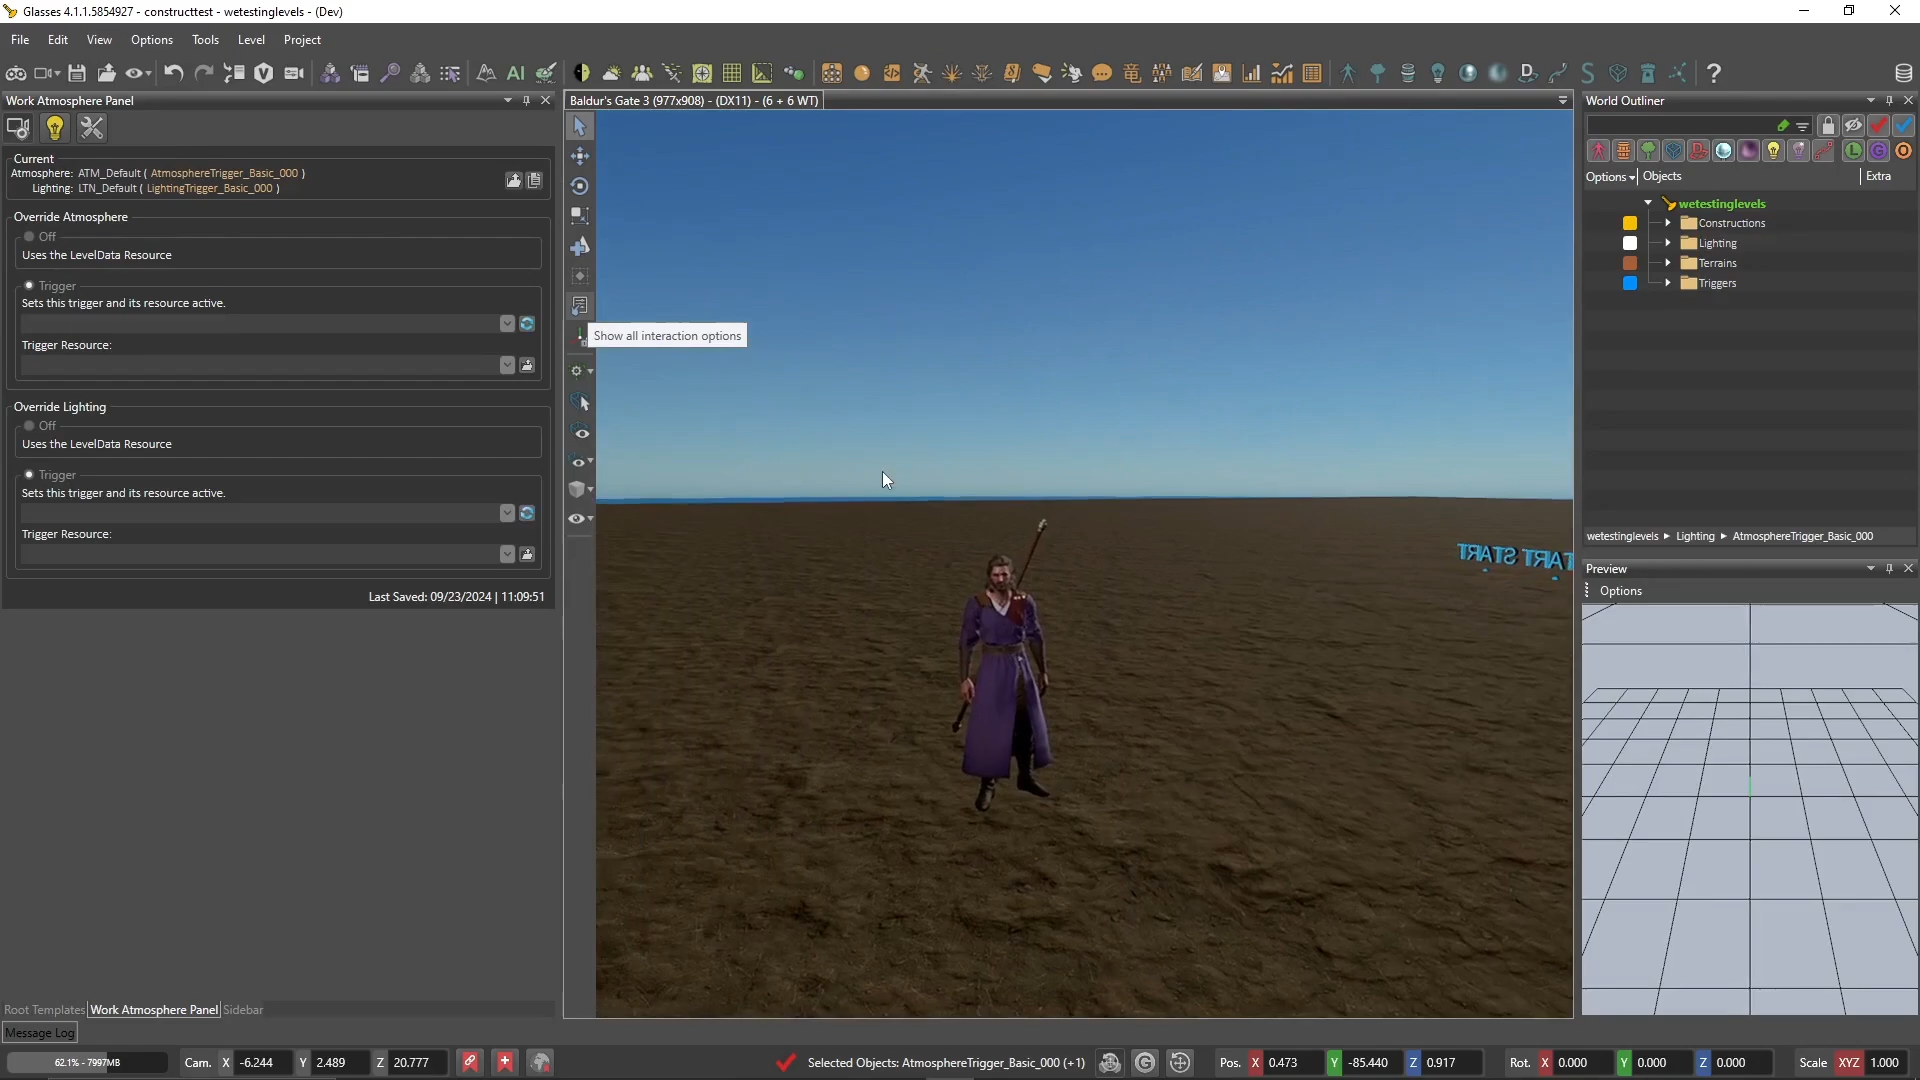 Glasses 4.1.1.5854927 - constructtest - wetestinglevels - (Dev)
File Edit View Options Tools Level Project
AI
Work Atmosphere Panel
Current
Atmosphere: ATM_Default ( AtmosphereTrigger_Basic_000 )
Lighting: LTN_Default ( LightingTrigger_Basic_000 )
Override Atmosphere
Off
Uses the LevelData Resource
Trigger
Sets this trigger and its resource active.
Trigger Resource:
Override Lighting
Off
Uses the LevelData Resource
Trigger
Sets this trigger and its resource active.
Trigger Resource:
Last Saved: 09/23/2024 | 11:09:51
Root Templates Work Atmosphere Panel Sidebar
Message Log
Baldur's Gate 3 (977x908) - (DX11) - (6 + 6 WT)
Show all interaction options
TART START
World Outliner
Options Objects Extra
wetestinglevels
Constructions
Lighting
Terrains
Triggers
wetestinglevels Lighting AtmosphereTrigger_Basic_000
Preview
Options
62.1% - 7997MB Cam. X -6.244 Y 2.489 Z 20.777 Selected Objects: AtmosphereTrigger_Basic_000 (+1) Pos. X 0.473 Y -85.440 Z 0.917 Rot. X 0.000 Y 0.000 Z 0.000 Scale XYZ 1.000